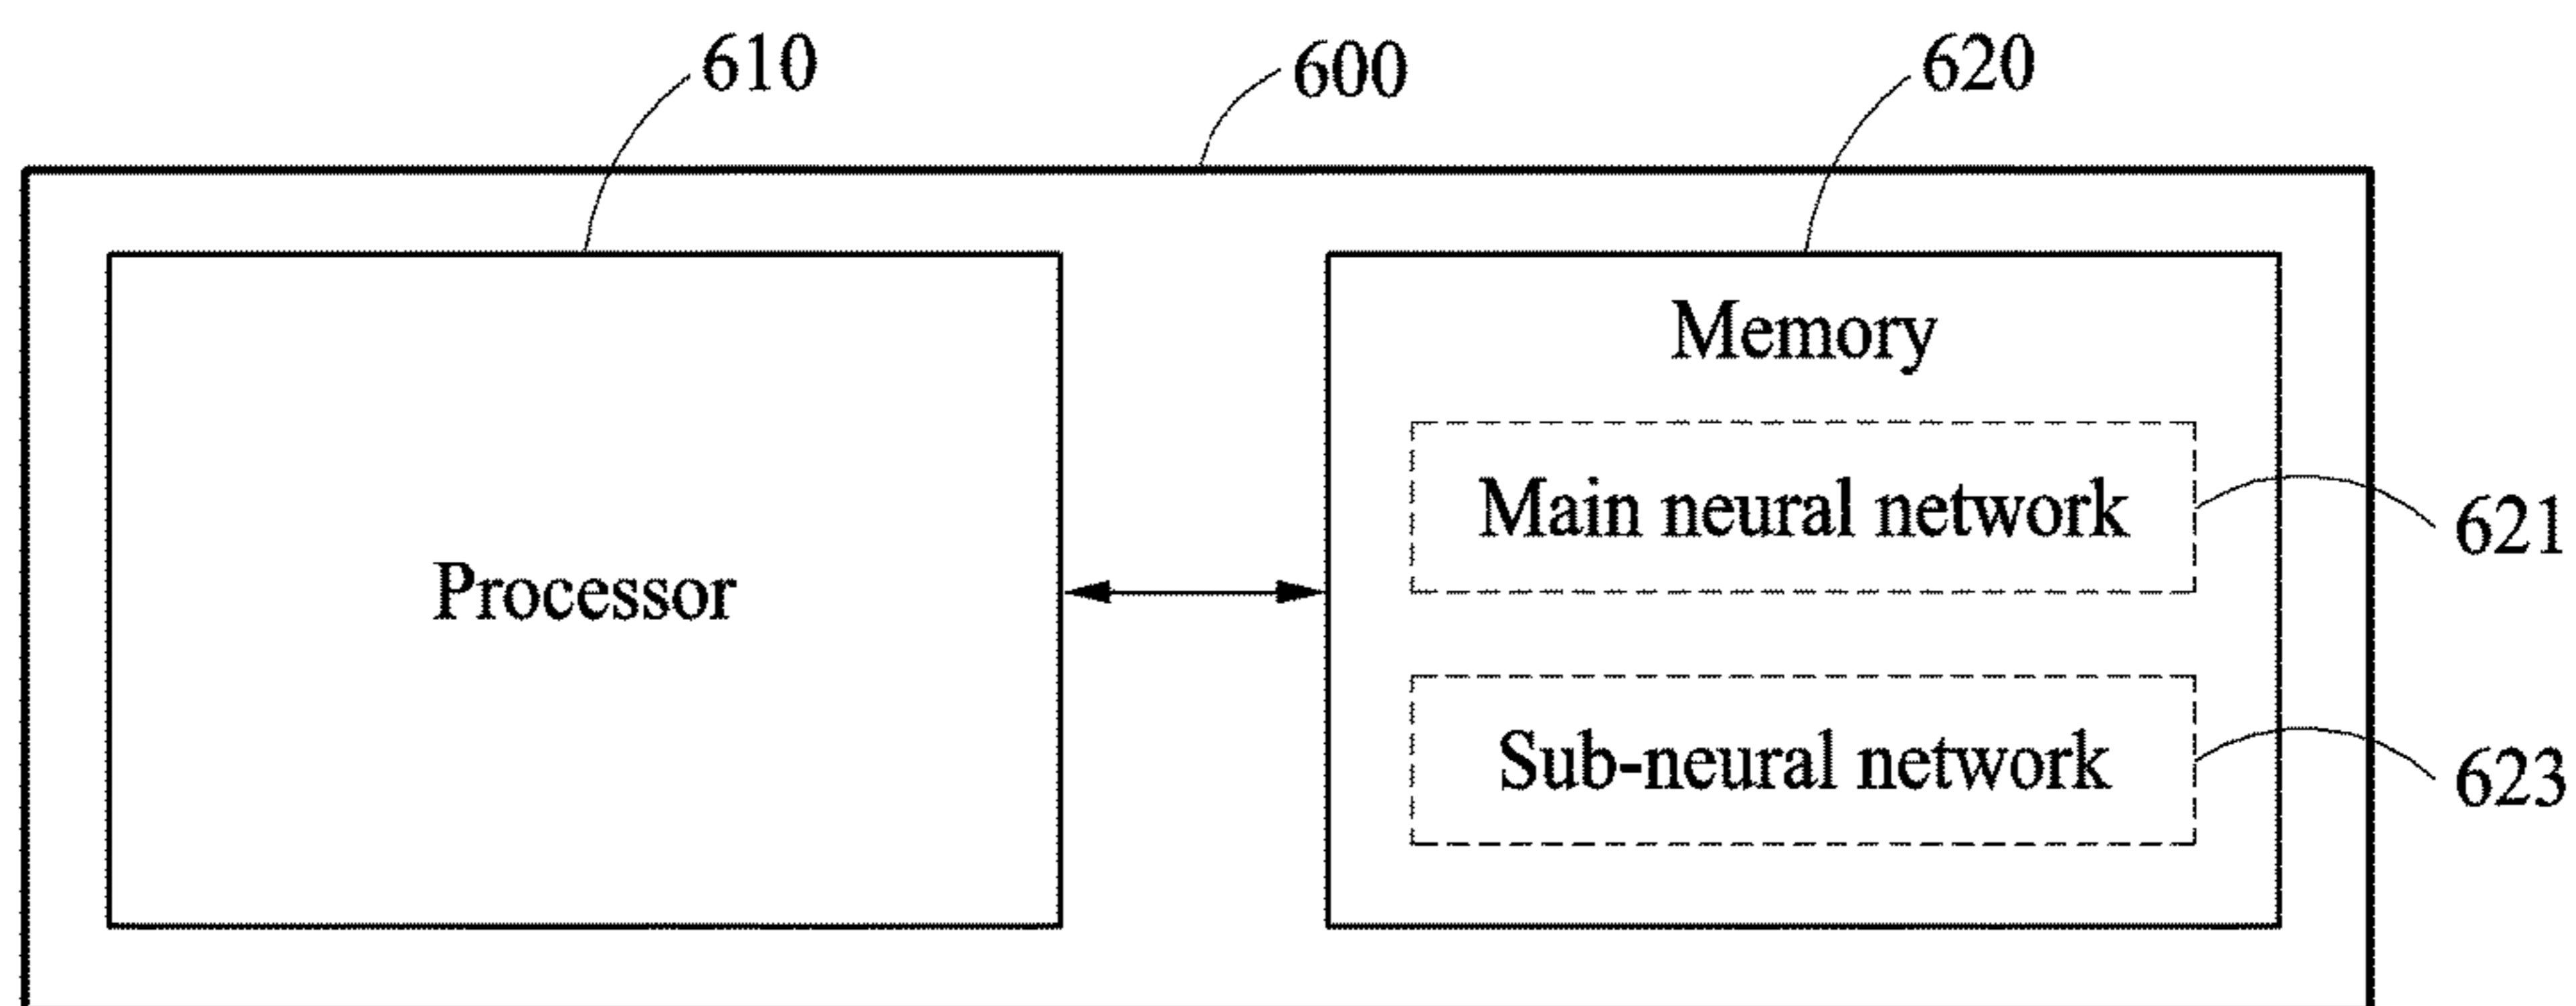 610
600
620
Memory
Main neural network
621
Processor
Sub-neural network
623